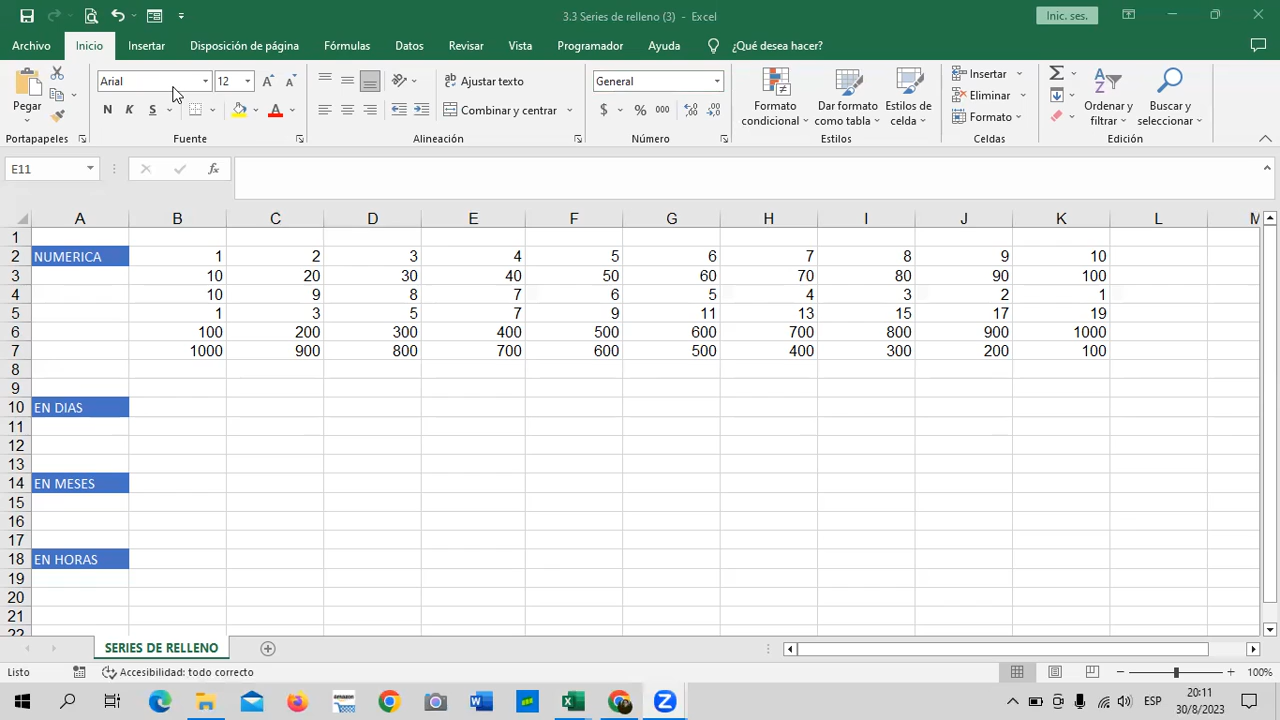 3.3 Series de relleno (3) - Excel
Inic. ses.
Archivo Inicio Insertar Disposición de página Fórmulas Datos Revisar Vista Programador Ayuda ¿Qué desea hacer?
Pegar
Portapapeles
Arial 12
N K S
Fuente
Ajustar texto
Combinar y centrar
Alineación
General
$ % 000
Número
Formato condicional
Dar formato como tabla
Estilos de celda
Estilos
Insertar
Eliminar
Formato
Celdas
Ordenar y filtrar
Buscar y seleccionar
Edición
E11 fx
A B C D E F G H I J K L M
1
2 NUMERICA 1 2 3 4 5 6 7 8 9 10
3 10 20 30 40 50 60 70 80 90 100
4 10 9 8 7 6 5 4 3 2 1
5 1 3 5 7 9 11 13 15 17 19
6 100 200 300 400 500 600 700 800 900 1000
7 1000 900 800 700 600 500 400 300 200 100
8
9
10 EN DIAS
11
12
13
14 EN MESES
15
16
17
18 EN HORAS
19
20
21
22
SERIES DE RELLENO
Listo Accesibilidad: todo correcto 100%
ESP 20:11
30/8/2023